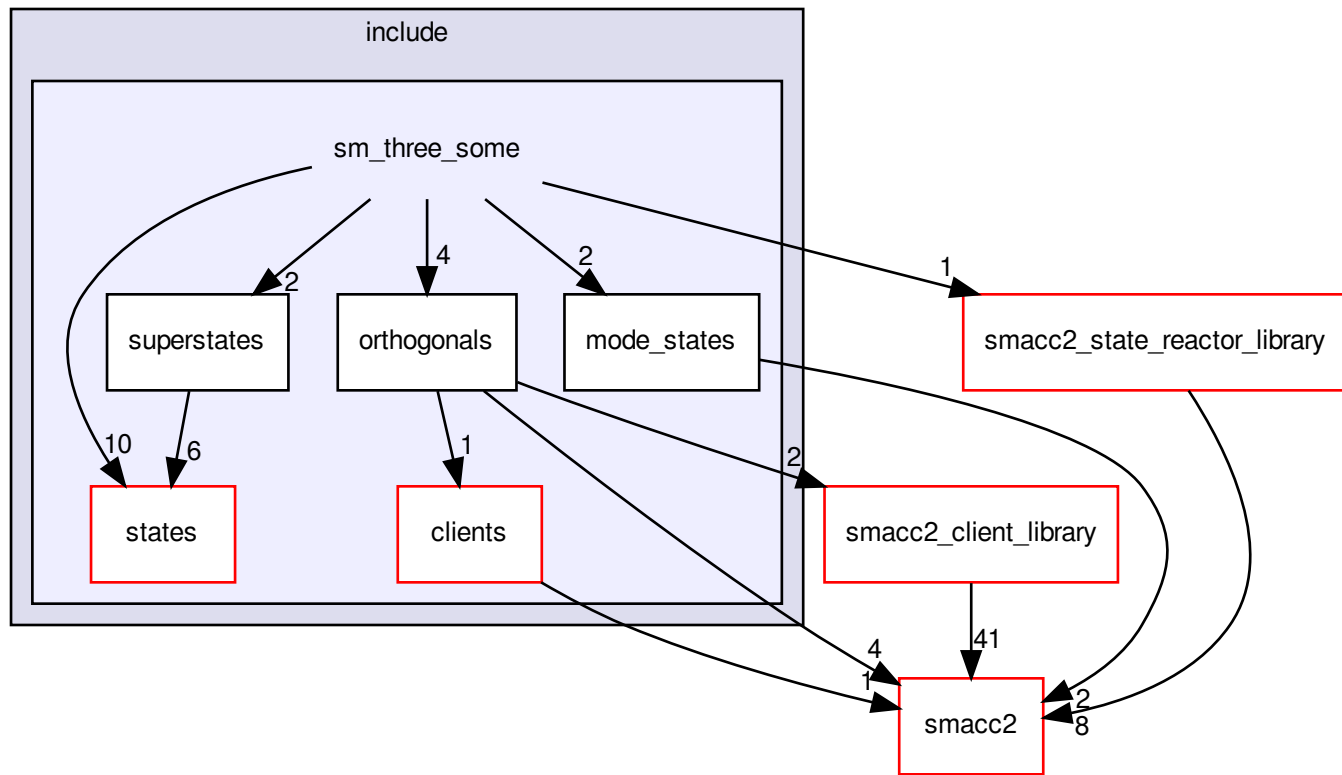 include
sm_three_some
1
2
4
2
superstates
orthogonals
mode_states
smacc2_state_reactor_library
10
6
1
2
states
clients
smacc2_client_library
4
1
41
2
8
smacc2